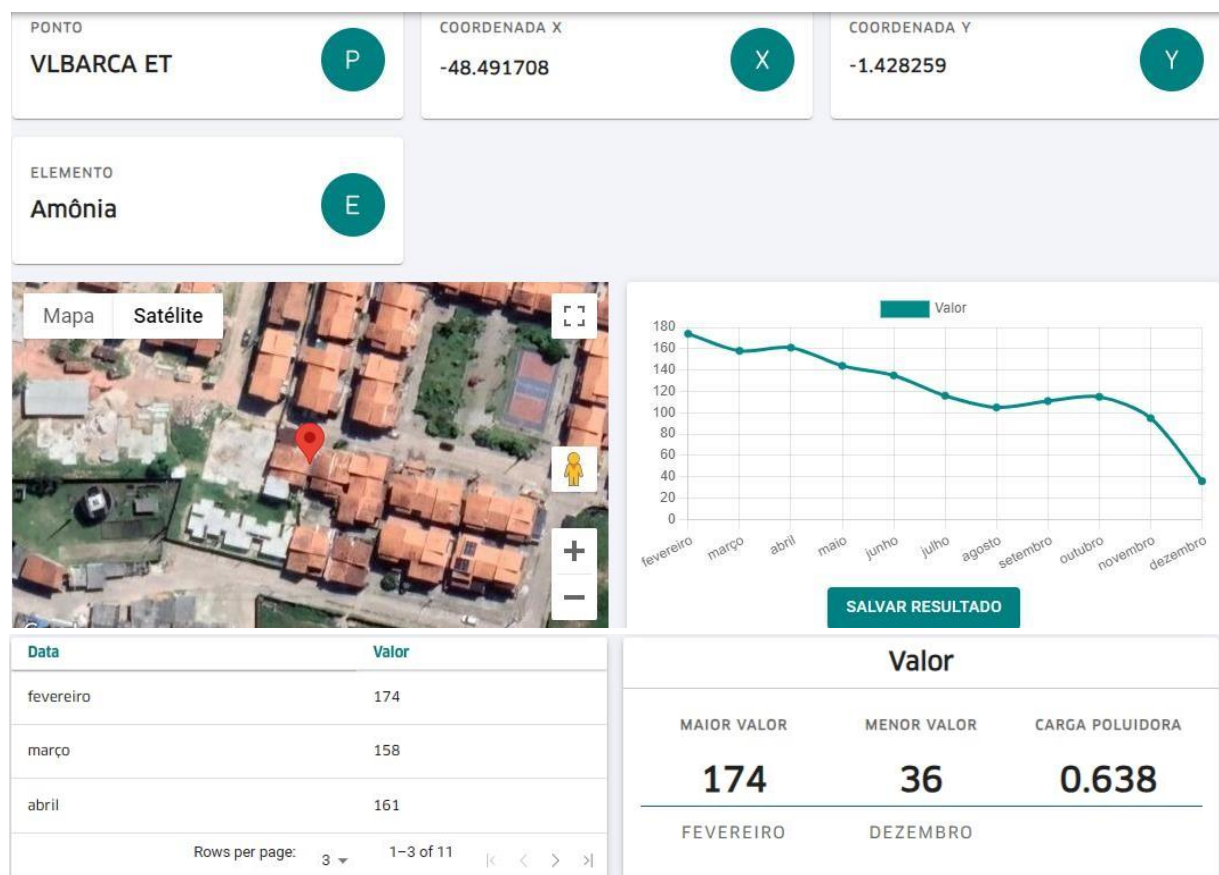 PONTO
VLBARCA ET
P
COORDENADA X
-48.491708
X
COORDENADA Y
-1.428259
Y
ELEMENTO
Amônia
E
Mapa Satélite
Valor
180
160
140
120
100
80
60
40
20
0
fevereiro março abril maio junho julho agosto setembro outubro novembro dezembro
SALVAR RESULTADO
Data Valor
fevereiro 174
março 158
abril 161
Rows per page: 3 1–3 of 11
Valor
MAIOR VALOR MENOR VALOR CARGA POLUIDORA
174 36 0.638
FEVEREIRO DEZEMBRO